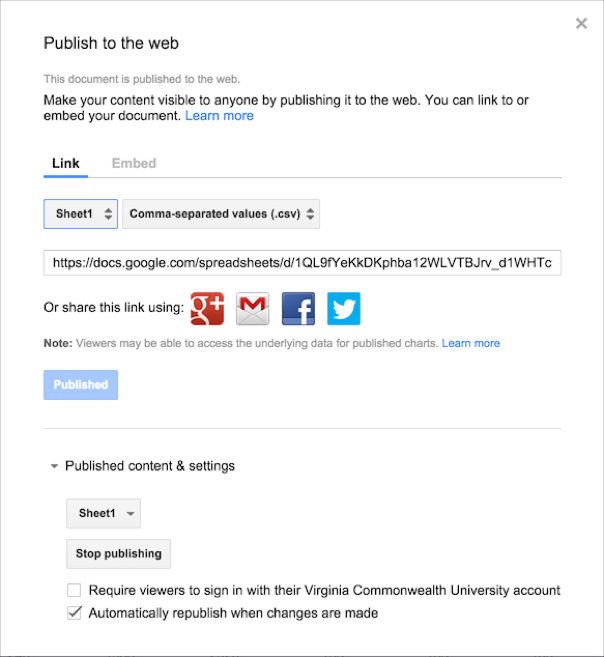 Publish to the web
This document is published to the web.
Make your content visible to anyone by publishing it to the web. You can link to or
embed your document. Learn more
Link Embed
Sheet1 Comma-separated values (.csv)
https://docs.google.com/spreadsheets/d/1QL9fYeKkDKphba12WLVTBJrv_d1WHTc
Or share this link using: g+ M f
Note: Viewers may be able to access the underlying data for published charts. Learn more
Published
Published content & settings
Sheet1
Stop publishing
Require viewers to sign in with their Virginia Commonwealth University account
Automatically republish when changes are made